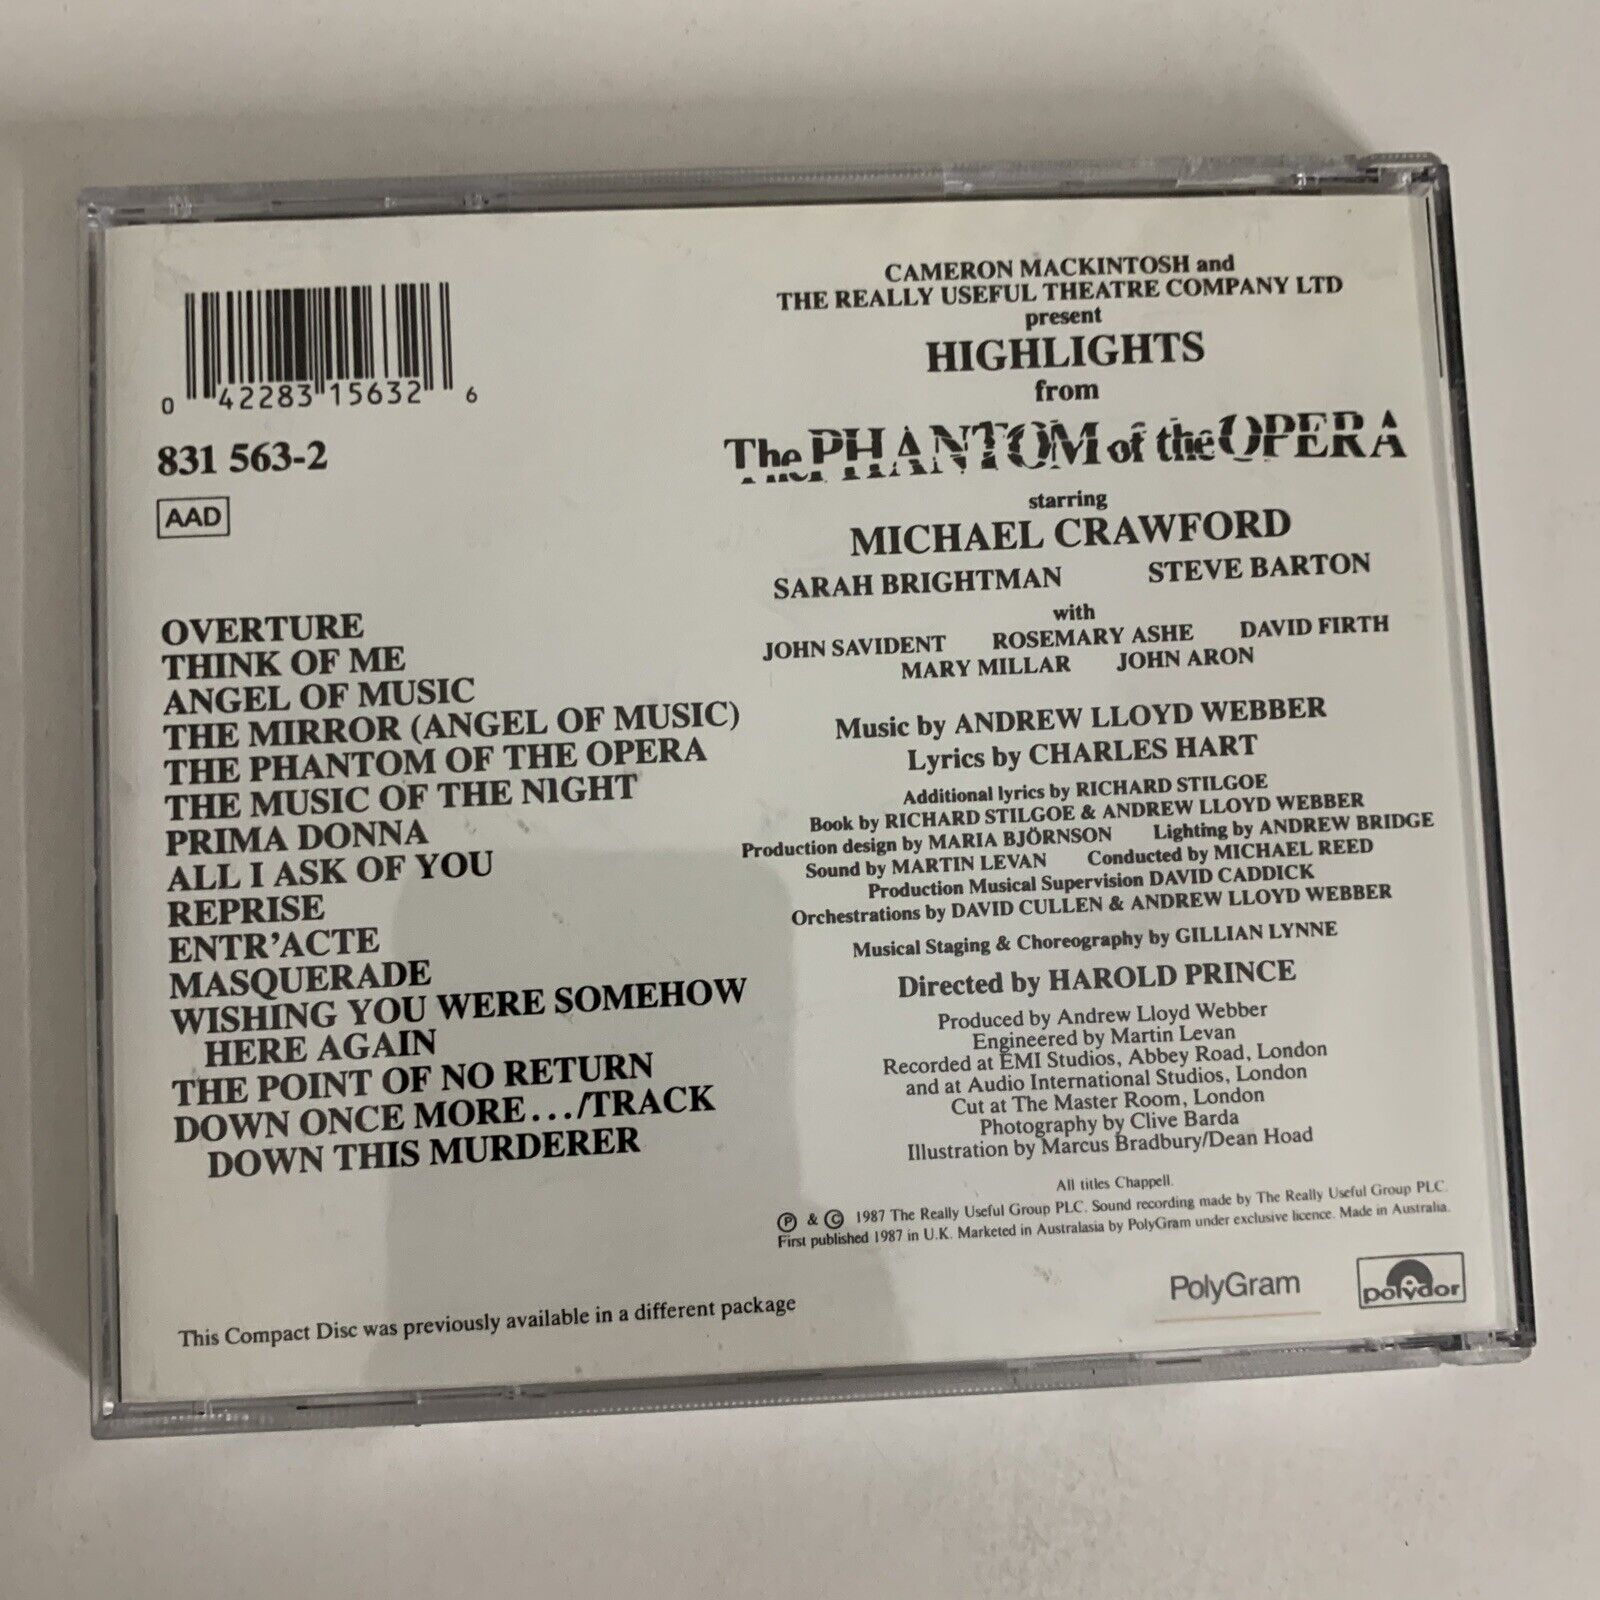 0 42283 15632 6
831 563-2
AAD
OVERTURE
THINK OF ME
ANGEL OF MUSIC
THE MIRROR (ANGEL OF MUSIC)
THE PHANTOM OF THE OPERA
THE MUSIC OF THE NIGHT
PRIMA DONNA
ALL I ASK OF YOU
REPRISE
ENTR'ACTE
MASQUERADE
WISHING YOU WERE SOMEHOW
HERE AGAIN
THE POINT OF NO RETURN
DOWN ONCE MORE.../TRACK
DOWN THIS MURDERER
This Compact Disc was previously available in a different package
CAMERON MACKINTOSH and
THE REALLY USEFUL THEATRE COMPANY LTD
present
HIGHLIGHTS
from
The PHANTOM of the OPERA
starring
MICHAEL CRAWFORD
SARAH BRIGHTMAN STEVE BARTON
with
JOHN SAVIDENT ROSEMARY ASHE DAVID FIRTH
MARY MILLAR JOHN ARON
Music by ANDREW LLOYD WEBBER
Lyrics by CHARLES HART
Additional lyrics by RICHARD STILGOE
Book by RICHARD STILGOE & ANDREW LLOYD WEBBER
Production design by MARIA BJÖRNSON Lighting by ANDREW BRIDGE
Sound by MARTIN LEVAN Conducted by MICHAEL REED
Production Musical Supervision DAVID CADDICK
Orchestrations by DAVID CULLEN & ANDREW LLOYD WEBBER
Musical Staging & Choreography by GILLIAN LYNNE
Directed by HAROLD PRINCE
Produced by Andrew Lloyd Webber
Engineered by Martin Levan
Recorded at EMI Studios, Abbey Road, London
and at Audio International Studios, London
Cut at The Master Room, London
Photography by Clive Barda
Illustration by Marcus Bradbury/Dean Hoad
All titles Chappell.
℗ & © 1987 The Really Useful Group PLC. Sound recording made by The Really Useful Group PLC.
First published 1987 in U.K. Marketed in Australasia by PolyGram under exclusive licence. Made in Australia.
PolyGram
polydor